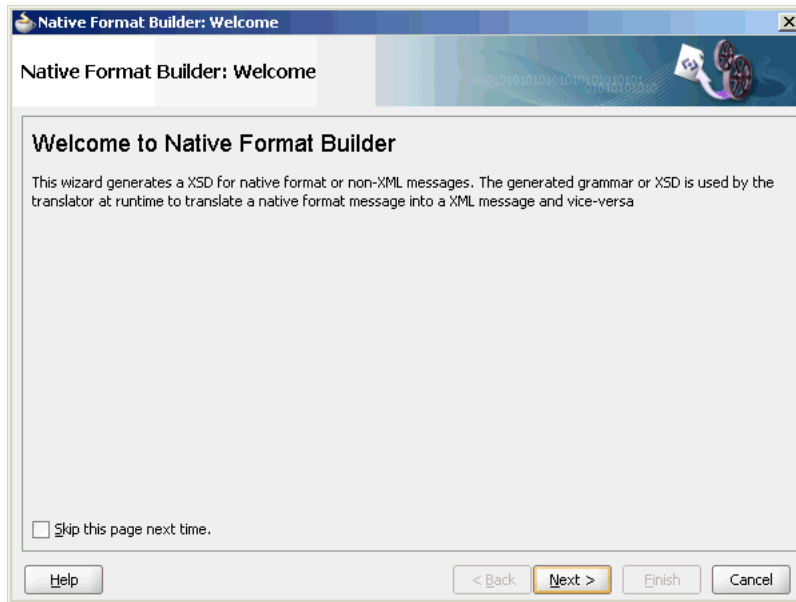 Native Format Builder: Welcome
Native Format Builder: Welcome
Welcome to Native Format Builder
This wizard generates a XSD for native format or non-XML messages. The generated grammar or XSD is used by the
translator at runtime to translate a native format message into a XML message and vice-versa
Skip this page next time.
Help
< Back
Next >
Finish
Cancel